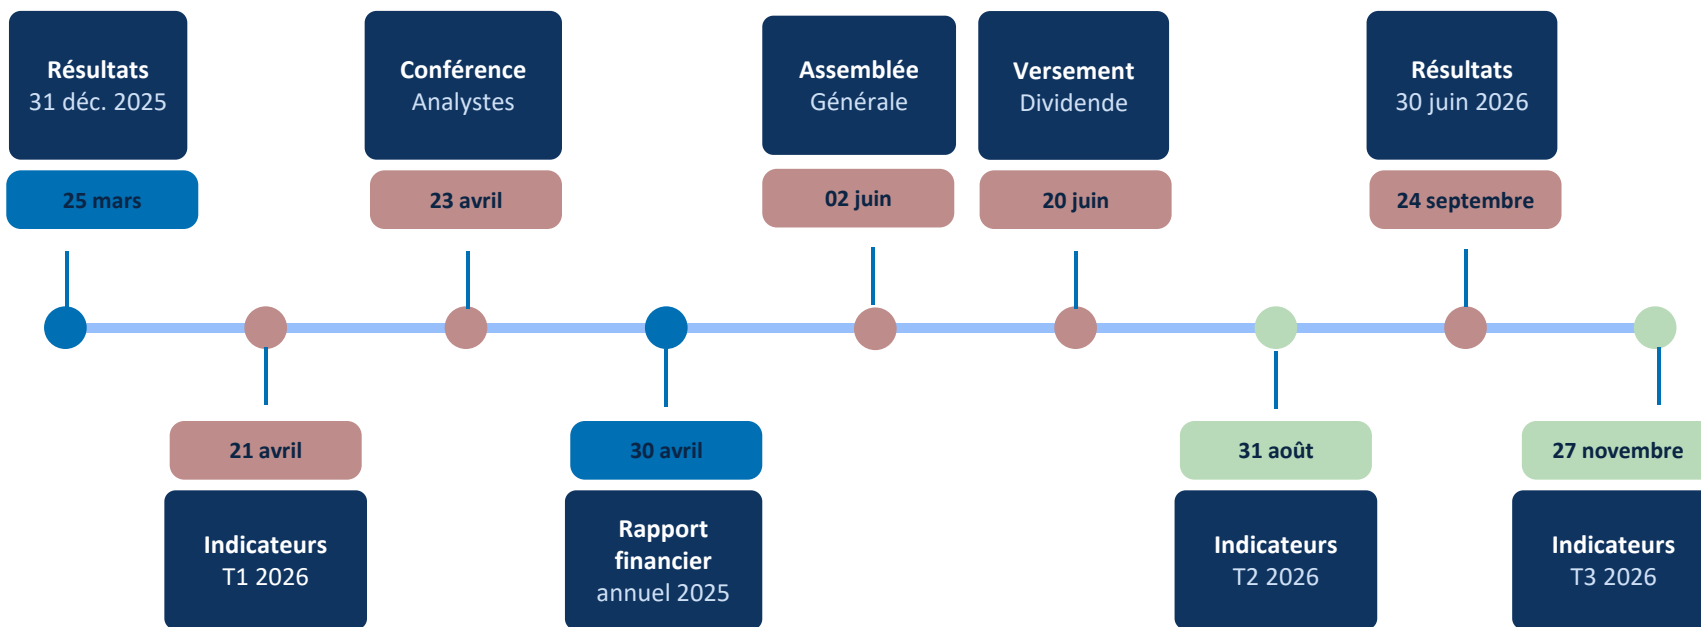 Résultats
31 déc. 2025
25 mars
Conférence
Analystes
23 avril
Assemblée
Générale
02 juin
Versement
Dividende
20 juin
Résultats
30 juin 2026
24 septembre
21 avril
Indicateurs
T1 2026
30 avril
Rapport
financier
annuel 2025
31 août
Indicateurs
T2 2026
27 novembre
Indicateurs
T3 2026